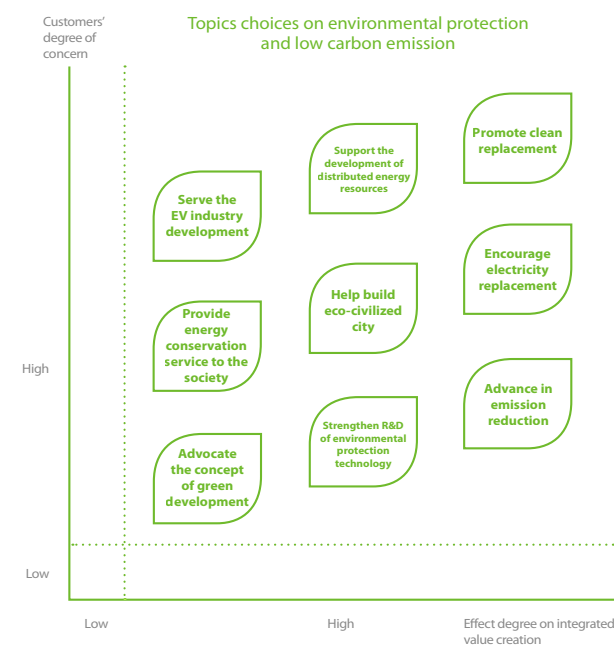 Customers'
degree of
concern
Topics choices on environmental protection
and low carbon emission
Promote clean
replacement
Support the
development of
distributed energy
resources
Serve the
EV industry
development
Encourage
electricity
replacement
Help build
eco-civilized
city
Provide
energy
conservation
service to the
society
High
Advance in
emission
reduction
Strengthen R&D
of environmental
protection
technology
Advocate
the concept
of green
development
Low
Low
High
Effect degree on integrated
value creation